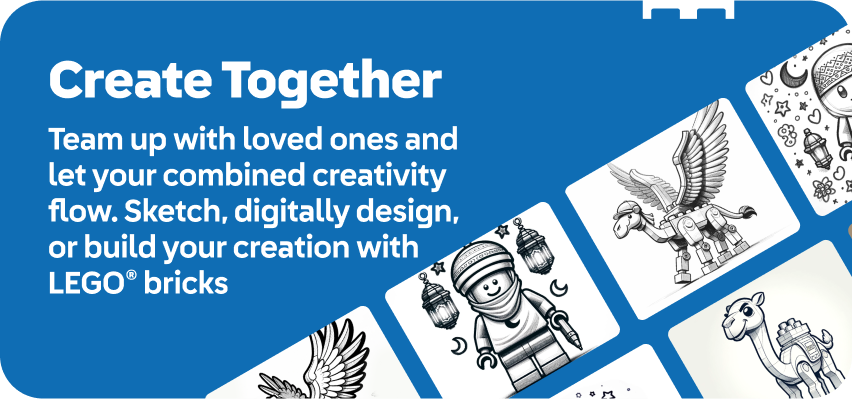 Create Together
Team up with loved ones and
let your combined creativity
flow. Sketch, digitally design,
or build your creation with
LEGO® bricks